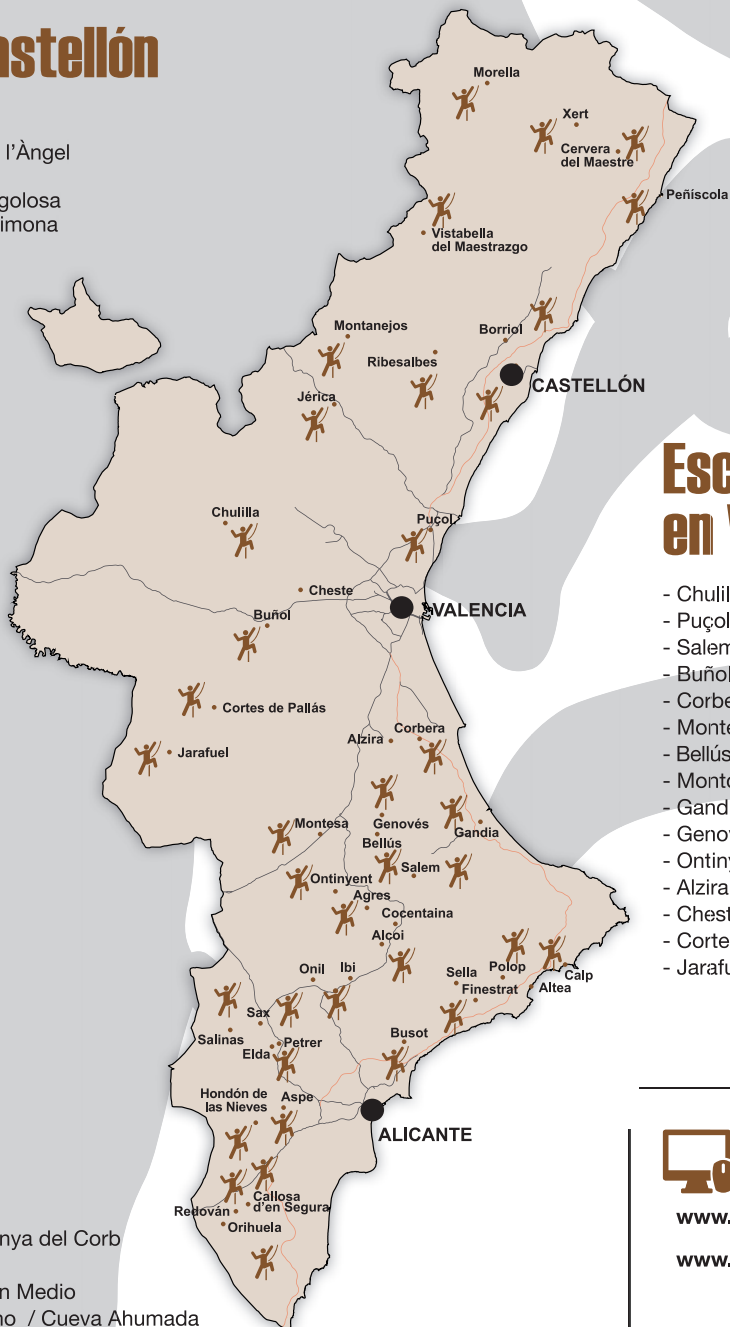 astellón
l'Àngel
golosa
imona
Morella
Xert
Cervera
del Maestre
Peñíscola
Vistabella
del Maestrazgo
Montanejos
Borriol
Ribesalbes
CASTELLÓN
Jérica
Chulilla
Puçol
Cheste
VALENCIA
Buñol
Cortes de Pallás
Corbera
Alzira
Jarafuel
Montesa
Genovés
Gandia
Bellús
Salem
Ontinyent
Agres
Cocentaina
Alcoi
Onil
Ibi
Sella
Polop
Calp
Finestrat
Altea
Sax
Salinas
Petrer
Elda
Busot
Hondón de
las Nieves
Aspe
ALICANTE
Callosa
d'en Segura
Redován
Orihuela
Esc
en V
- Chulil
- Puçol
- Salem
- Buñol
- Corbe
- Monte
- Bellús
- Monto
- Gandi
- Genov
- Ontiny
- Alzira
- Chest
- Corte
- Jarafu
www.
www.
nya del Corb
n Medio
no / Cueva Ahumada